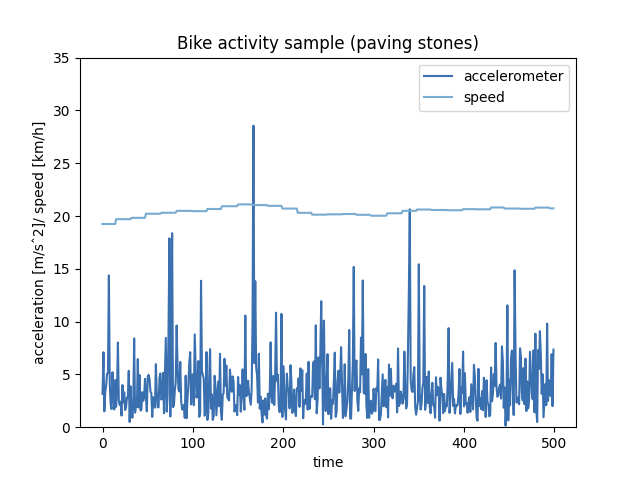 Bike activity sample (paving stones)
accelerometer
speed
35
30
25
20
15
10
5
0
acceleration [m/s^2]/ speed [km/h]
0 100 200 300 400 500
time